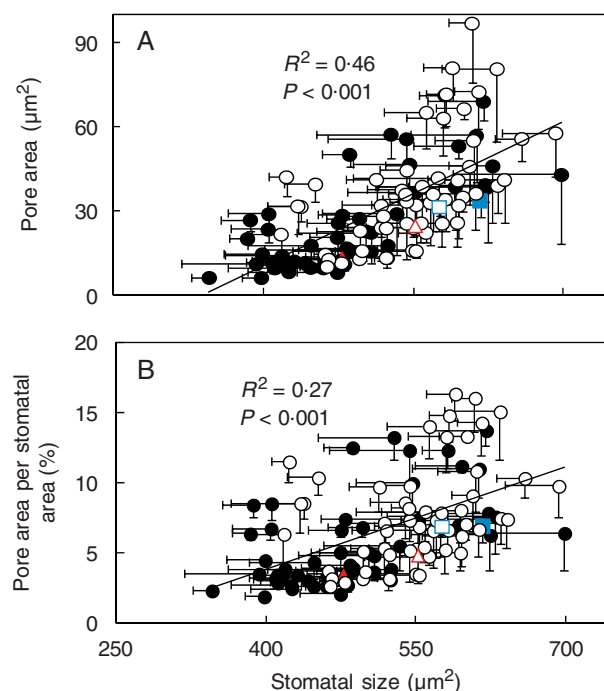 A
R² = 0·46
P < 0·001
Pore area (µm²)
90
60
30
0
B
R² = 0·27
P < 0·001
Pore area per stomatal
area (%)
20
15
10
5
0
250
400
550
700
Stomatal size (µm²)